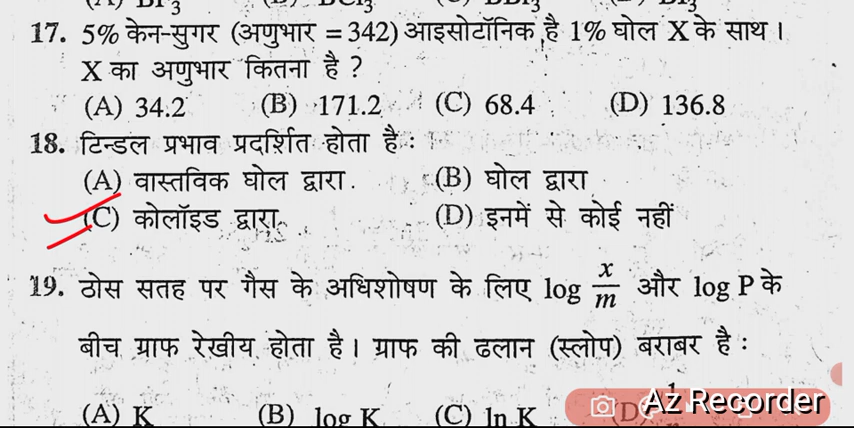 17. 5% केन-सुगर (अणुभार = 342) आइसोटॉनिक है 1% घोल X के साथ ।
X का अणुभार कितना है ?
(A) 34.2 (B) 171.2 (C) 68.4 (D) 136.8
18. टिन्डल प्रभाव प्रदर्शित होता है :
(A) वास्तविक घोल द्वारा (B) घोल द्वारा
(C) कोलॉइड द्वारा (D) इनमें से कोई नहीं
19. ठोस सतह पर गैस के अधिशोषण के लिए log x/m और log P के
बीच ग्राफ रेखीय होता है । ग्राफ की ढलान (स्लोप) बराबर है :
(A) K (B) log K (C) ln K (D)
Az Recorder